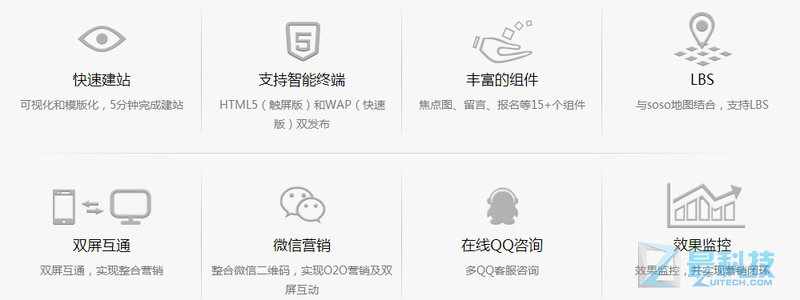 5
快速建站
支持智能终端
丰富的组件
LBS
可视化和模版化，5分钟完成建站
HTML5（触屏版）和WAP（快速
版）双发布
焦点图、留言、报名等15+个组件
与soso地图结合，支持LBS
双屏互通
微信营销
在线QQ咨询
效果监控
双屏互通，实现整合营销
整合微信二维码，实现O2O营销及双
屏互动
多QQ客服咨询
效果监控，并实现营销闭环
易科技
UITECH.COM